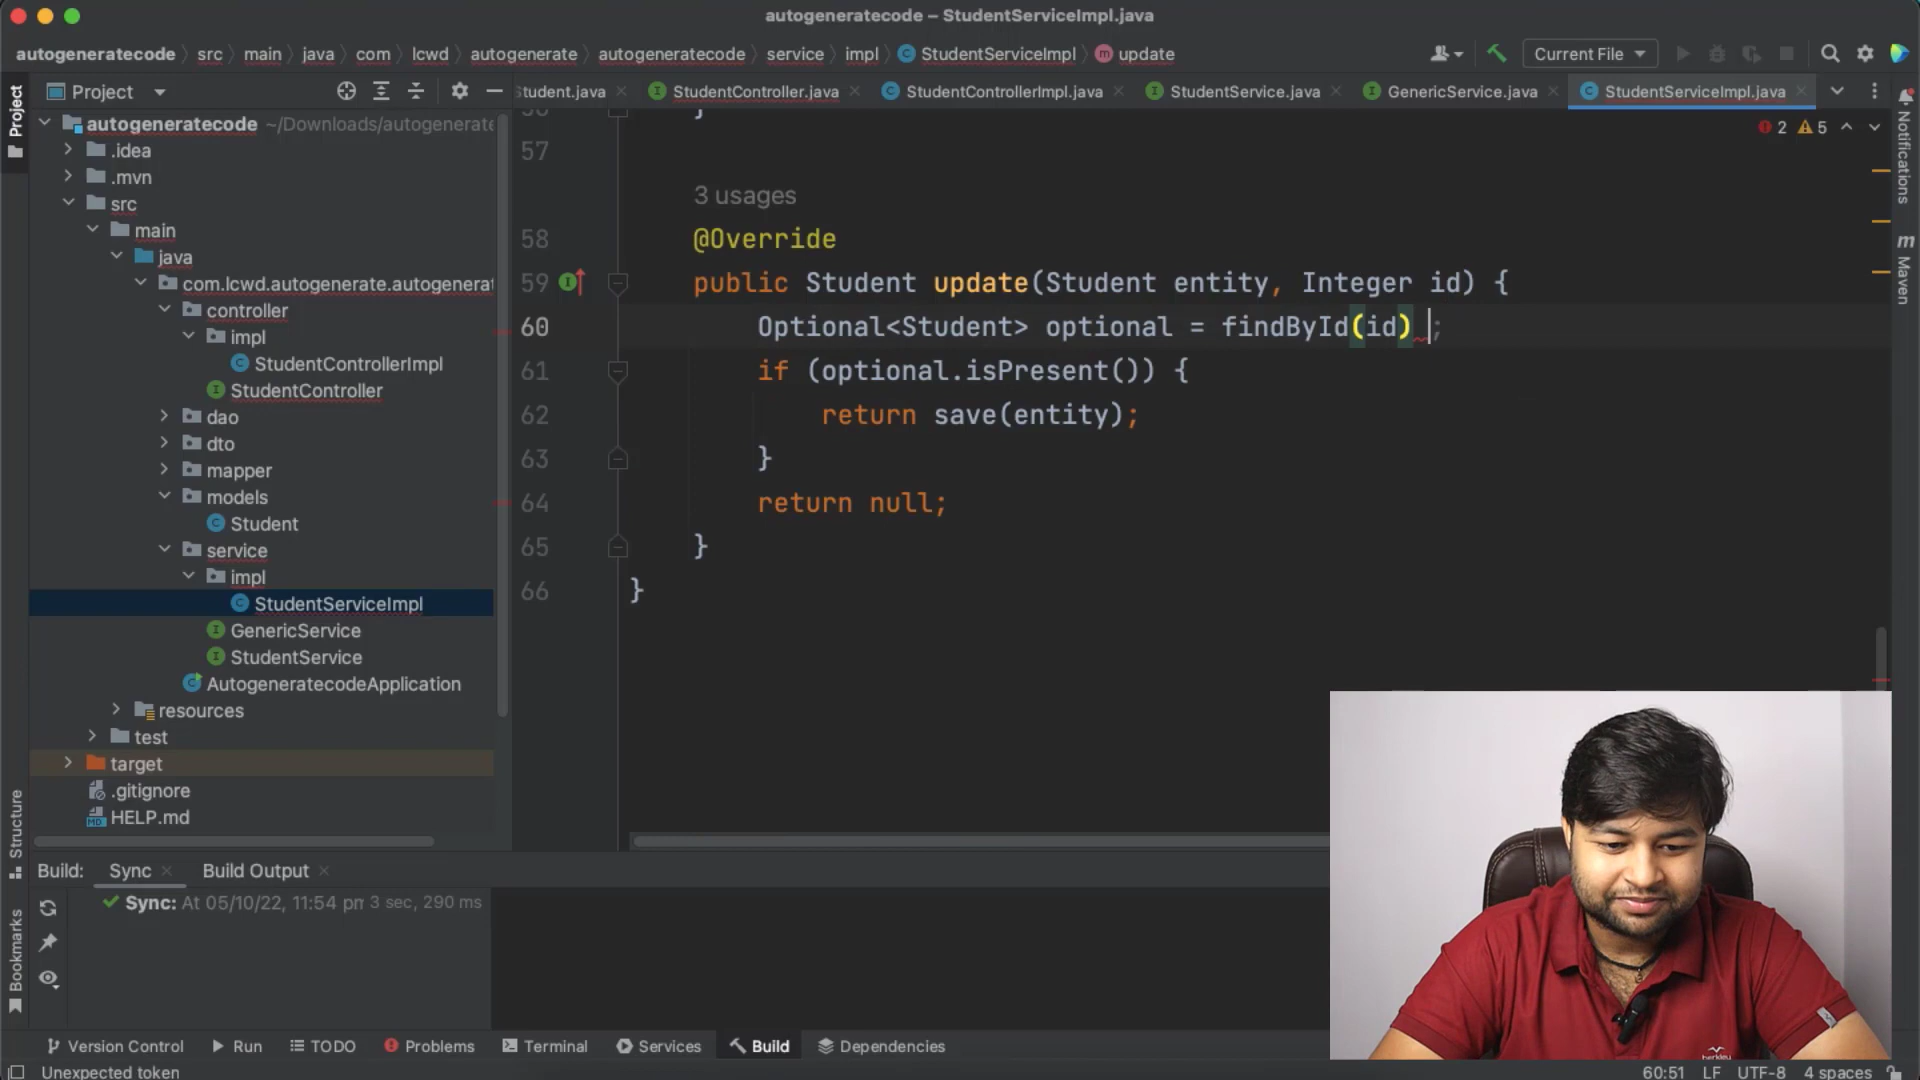 autogeneratecode – StudentServiceImpl.java
autogeneratecode src main java com lcwd autogenerate autogeneratecode service impl StudentServiceImpl update
Current File
Project
tudent.java StudentController.java StudentControllerImpl.java StudentService.java GenericService.java StudentServiceImpl.java
Project
autogeneratecode ~/Downloads/autogenerate
.idea
.mvn
src
main
java
com.lcwd.autogenerate.autogenerat
controller
impl
StudentControllerImpl
StudentController
dao
dto
mapper
models
Student
service
impl
StudentServiceImpl
GenericService
StudentService
AutogeneratecodeApplication
resources
test
target
.gitignore
HELP.md
2 5
56 }
57
3 usages
58 @Override
59 public Student update(Student entity, Integer id) {
60 Optional<Student> optional = findById(id) ;
61 if (optional.isPresent()) {
62 return save(entity);
63 }
64 return null;
65 }
66 }
Notifications
Maven
Structure
Bookmarks
Build: Sync Build Output
Sync: At 05/10/22, 11:54 pm 3 sec, 290 ms
Version Control Run TODO Problems Terminal Services Build Dependencies
Unexpected token
60:51 LF UTF-8 4 spaces
berkley